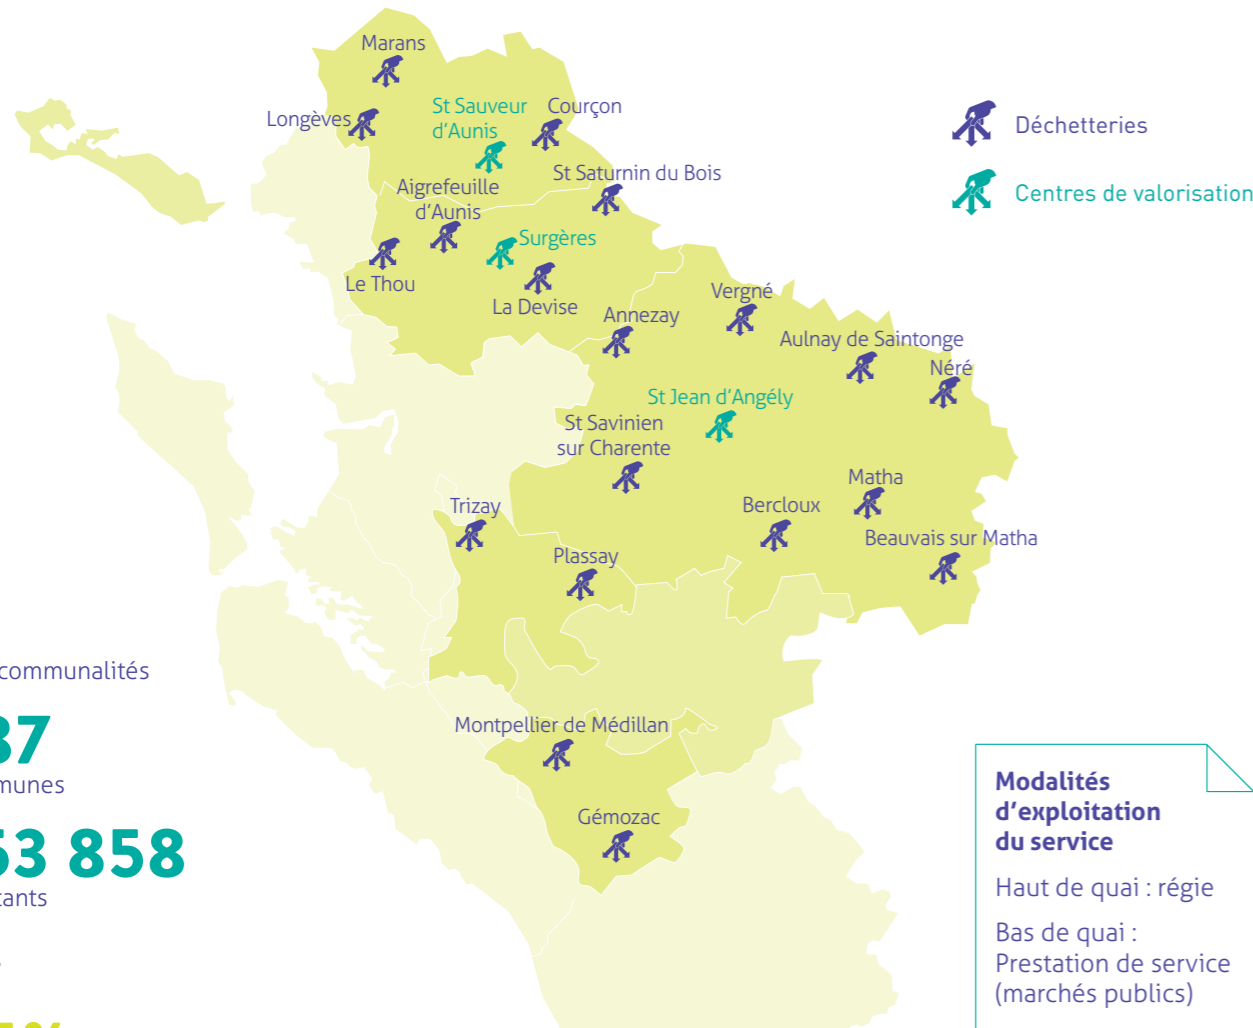 Marans
Longèves
St Sauveur
d'Aunis
Courçon
St Saturnin du Bois
Aigrefeuille
d'Aunis
Surgères
Le Thou
La Devise
Annezay
Vergné
Aulnay de Saintonge
Néré
St Jean d'Angély
St Savinien
sur Charente
Matha
Bercloux
Trizay
Beauvais sur Matha
Plassay
Montpellier de Médillan
Gémozac
Déchetteries
Centres de valorisation
communalités
37
munes
53 858
tants
Modalités
d'exploitation
du service
Haut de quai : régie
Bas de quai :
Prestation de service
(marchés publics)